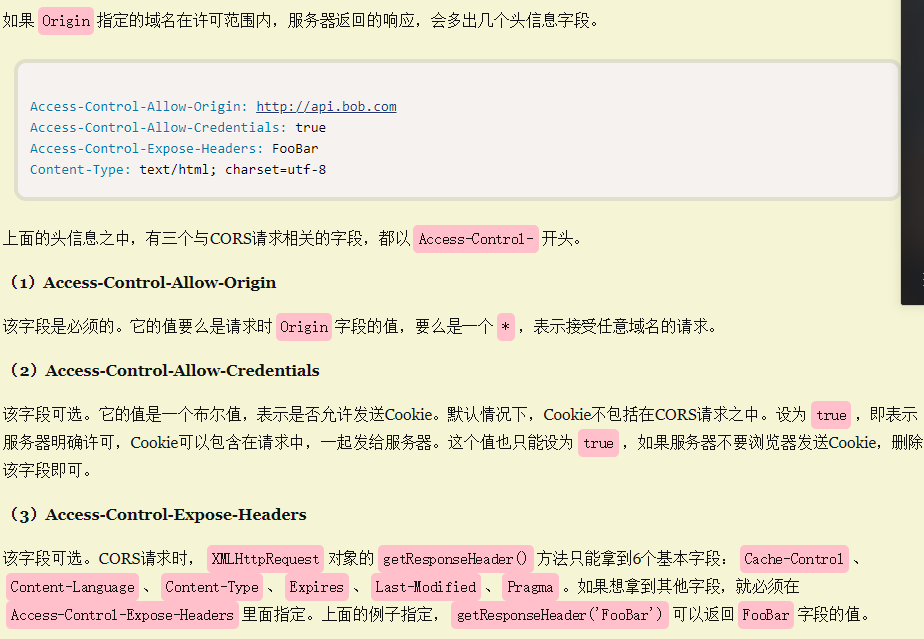 如果 Origin 指定的域名在许可范围内，服务器返回的响应，会多出几个头信息字段。
Access-Control-Allow-Origin: http://api.bob.com
Access-Control-Allow-Credentials: true
Access-Control-Expose-Headers: FooBar
Content-Type: text/html; charset=utf-8
上面的头信息之中，有三个与CORS请求相关的字段，都以 Access-Control- 开头。
（1）Access-Control-Allow-Origin
该字段是必须的。它的值要么是请求时 Origin 字段的值，要么是一个 * ，表示接受任意域名的请求。
（2）Access-Control-Allow-Credentials
该字段可选。它的值是一个布尔值，表示是否允许发送Cookie。默认情况下，Cookie不包括在CORS请求之中。设为 true ，即表示
服务器明确许可，Cookie可以包含在请求中，一起发给服务器。这个值也只能设为 true ，如果服务器不要浏览器发送Cookie，删除
该字段即可。
（3）Access-Control-Expose-Headers
该字段可选。CORS请求时， XMLHttpRequest 对象的 getResponseHeader() 方法只能拿到6个基本字段： Cache-Control 、
Content-Language 、 Content-Type 、 Expires 、 Last-Modified 、 Pragma 。如果想拿到其他字段，就必须在
Access-Control-Expose-Headers 里面指定。上面的例子指定， getResponseHeader('FooBar') 可以返回 FooBar 字段的值。